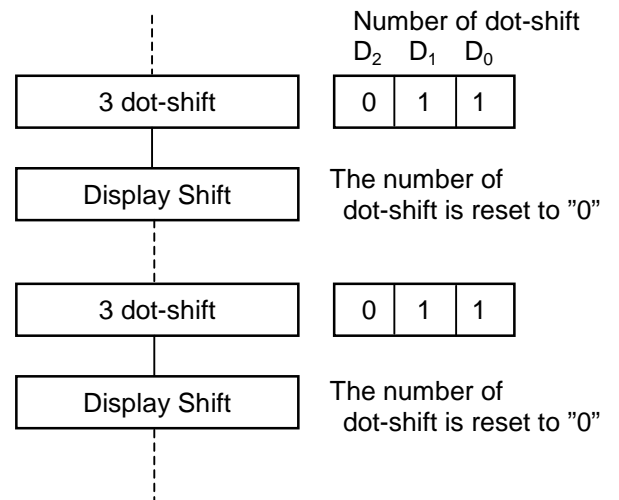 Number of dot-shift
D₂ D₁ D₀
3 dot-shift 0 1 1
Display Shift
The number of
dot-shift is reset to ”0”
3 dot-shift 0 1 1
Display Shift
The number of
dot-shift is reset to ”0”